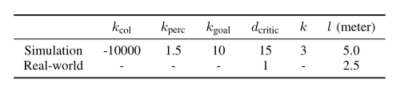 k_col k_perc k_goal d_critic k l (meter)
Simulation -10000 1.5 10 15 3 5.0
Real-world - - - 1 - 2.5